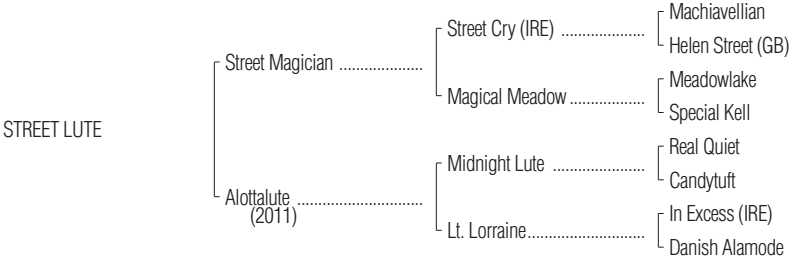 Machiavellian
Street Cry (IRE) ....................
Helen Street (GB)
Street Magician ....................
Meadowlake
Magical Meadow ..................
Special Kell
STREET LUTE
Real Quiet
Midnight Lute ......................
Candytuft
Alottalute ..............................
(2011)
In Excess (IRE)
Lt. Lorraine............................
Danish Alamode